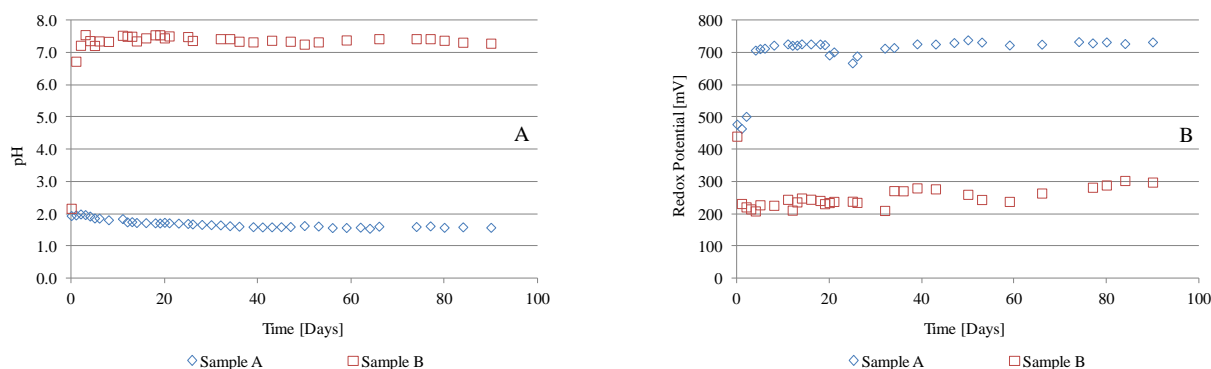 8.0
7.0
6.0
5.0
4.0
3.0
2.0
1.0
0.0
pH
A
0 20 40 60 80 100
Time [Days]
Sample A Sample B
800
700
600
500
400
300
200
100
0
Redox Potential [mV]
B
0 20 40 60 80 100
Time [Days]
Sample A Sample B